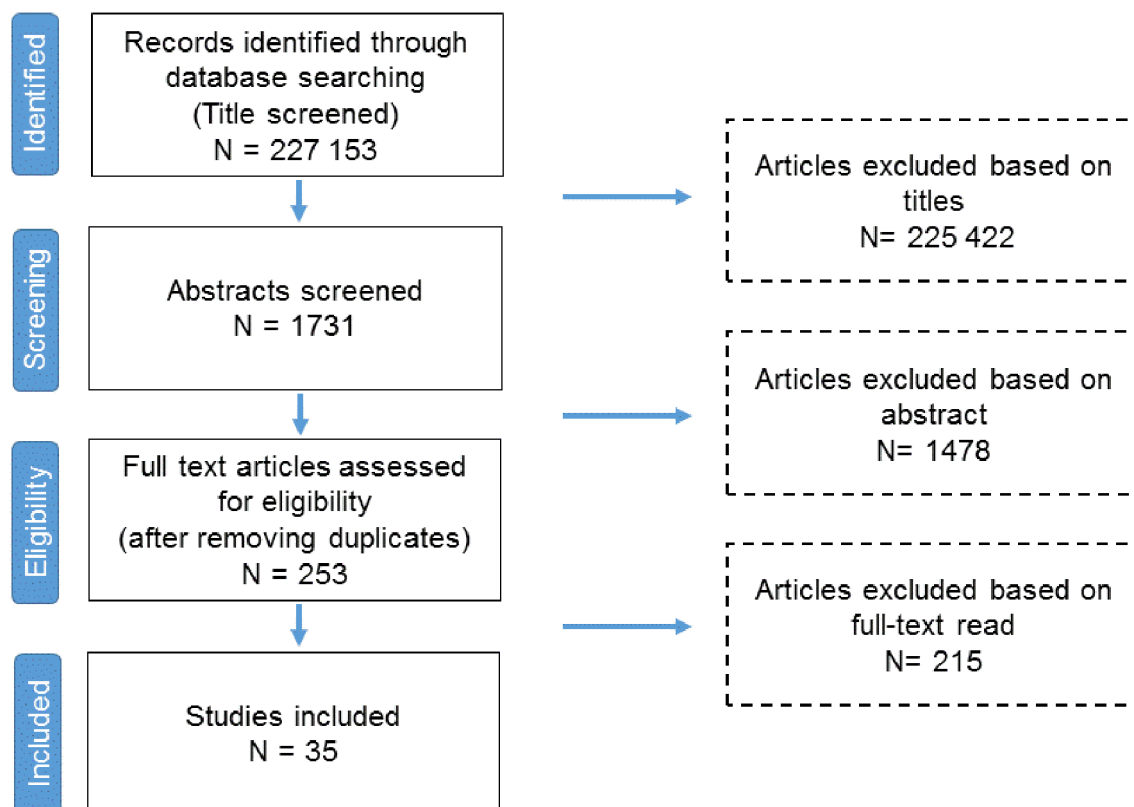 Identified
Records identified through
database searching
(Title screened)
N = 227 153
Articles excluded based on
titles
N= 225 422
Screening
Abstracts screened
N = 1731
Articles excluded based on
abstract
N= 1478
Eligibility
Full text articles assessed
for eligibility
(after removing duplicates)
N = 253
Articles excluded based on
full-text read
N= 215
Included
Studies included
N = 35